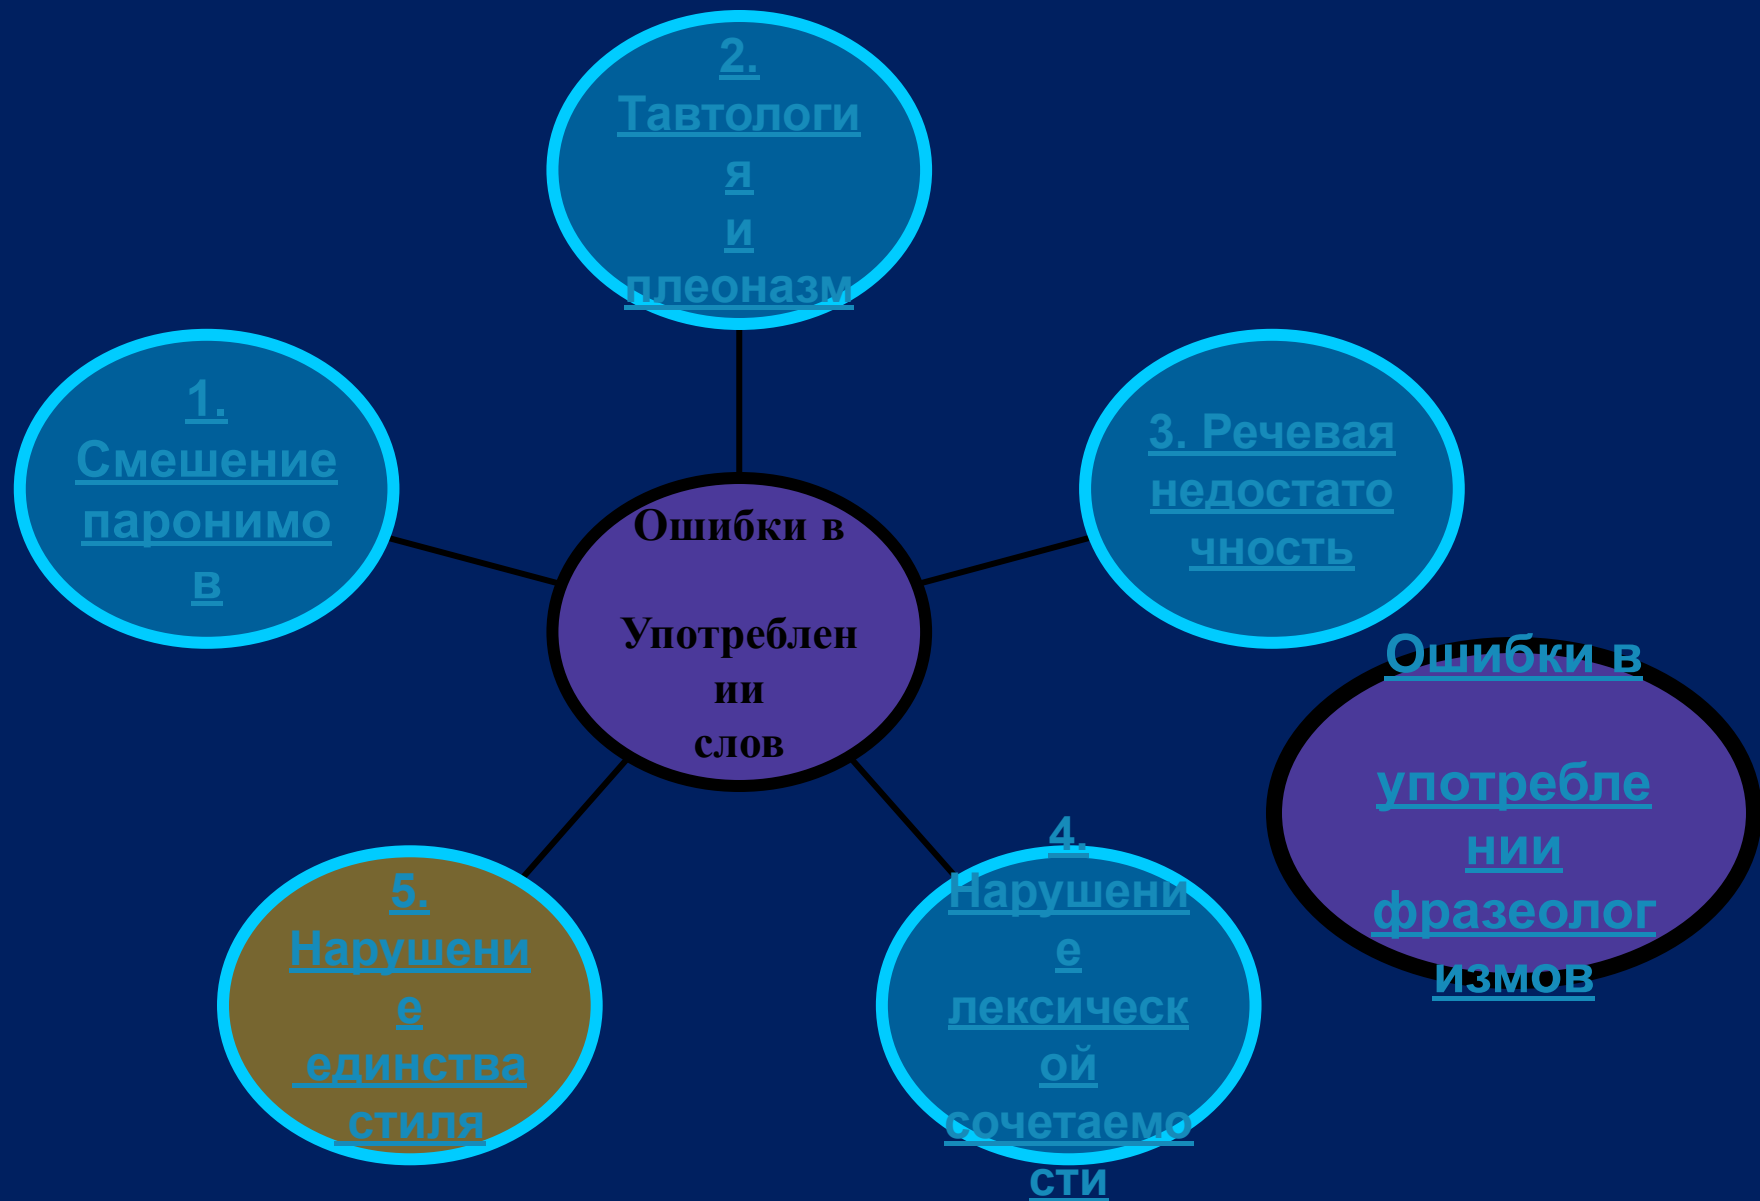 2.
Тавтологи
я
и
плеоназм
1.
Смешение
паронимо
в
3. Речевая
недостато
чность
Ошибки в
Употреблен
ии
слов
Ошибки в
употребле
нии
фразеолог
измов
5.
Нарушени
е
единства
стиля
4.
Нарушени
е
лексическ
ой
сочетаемо
сти